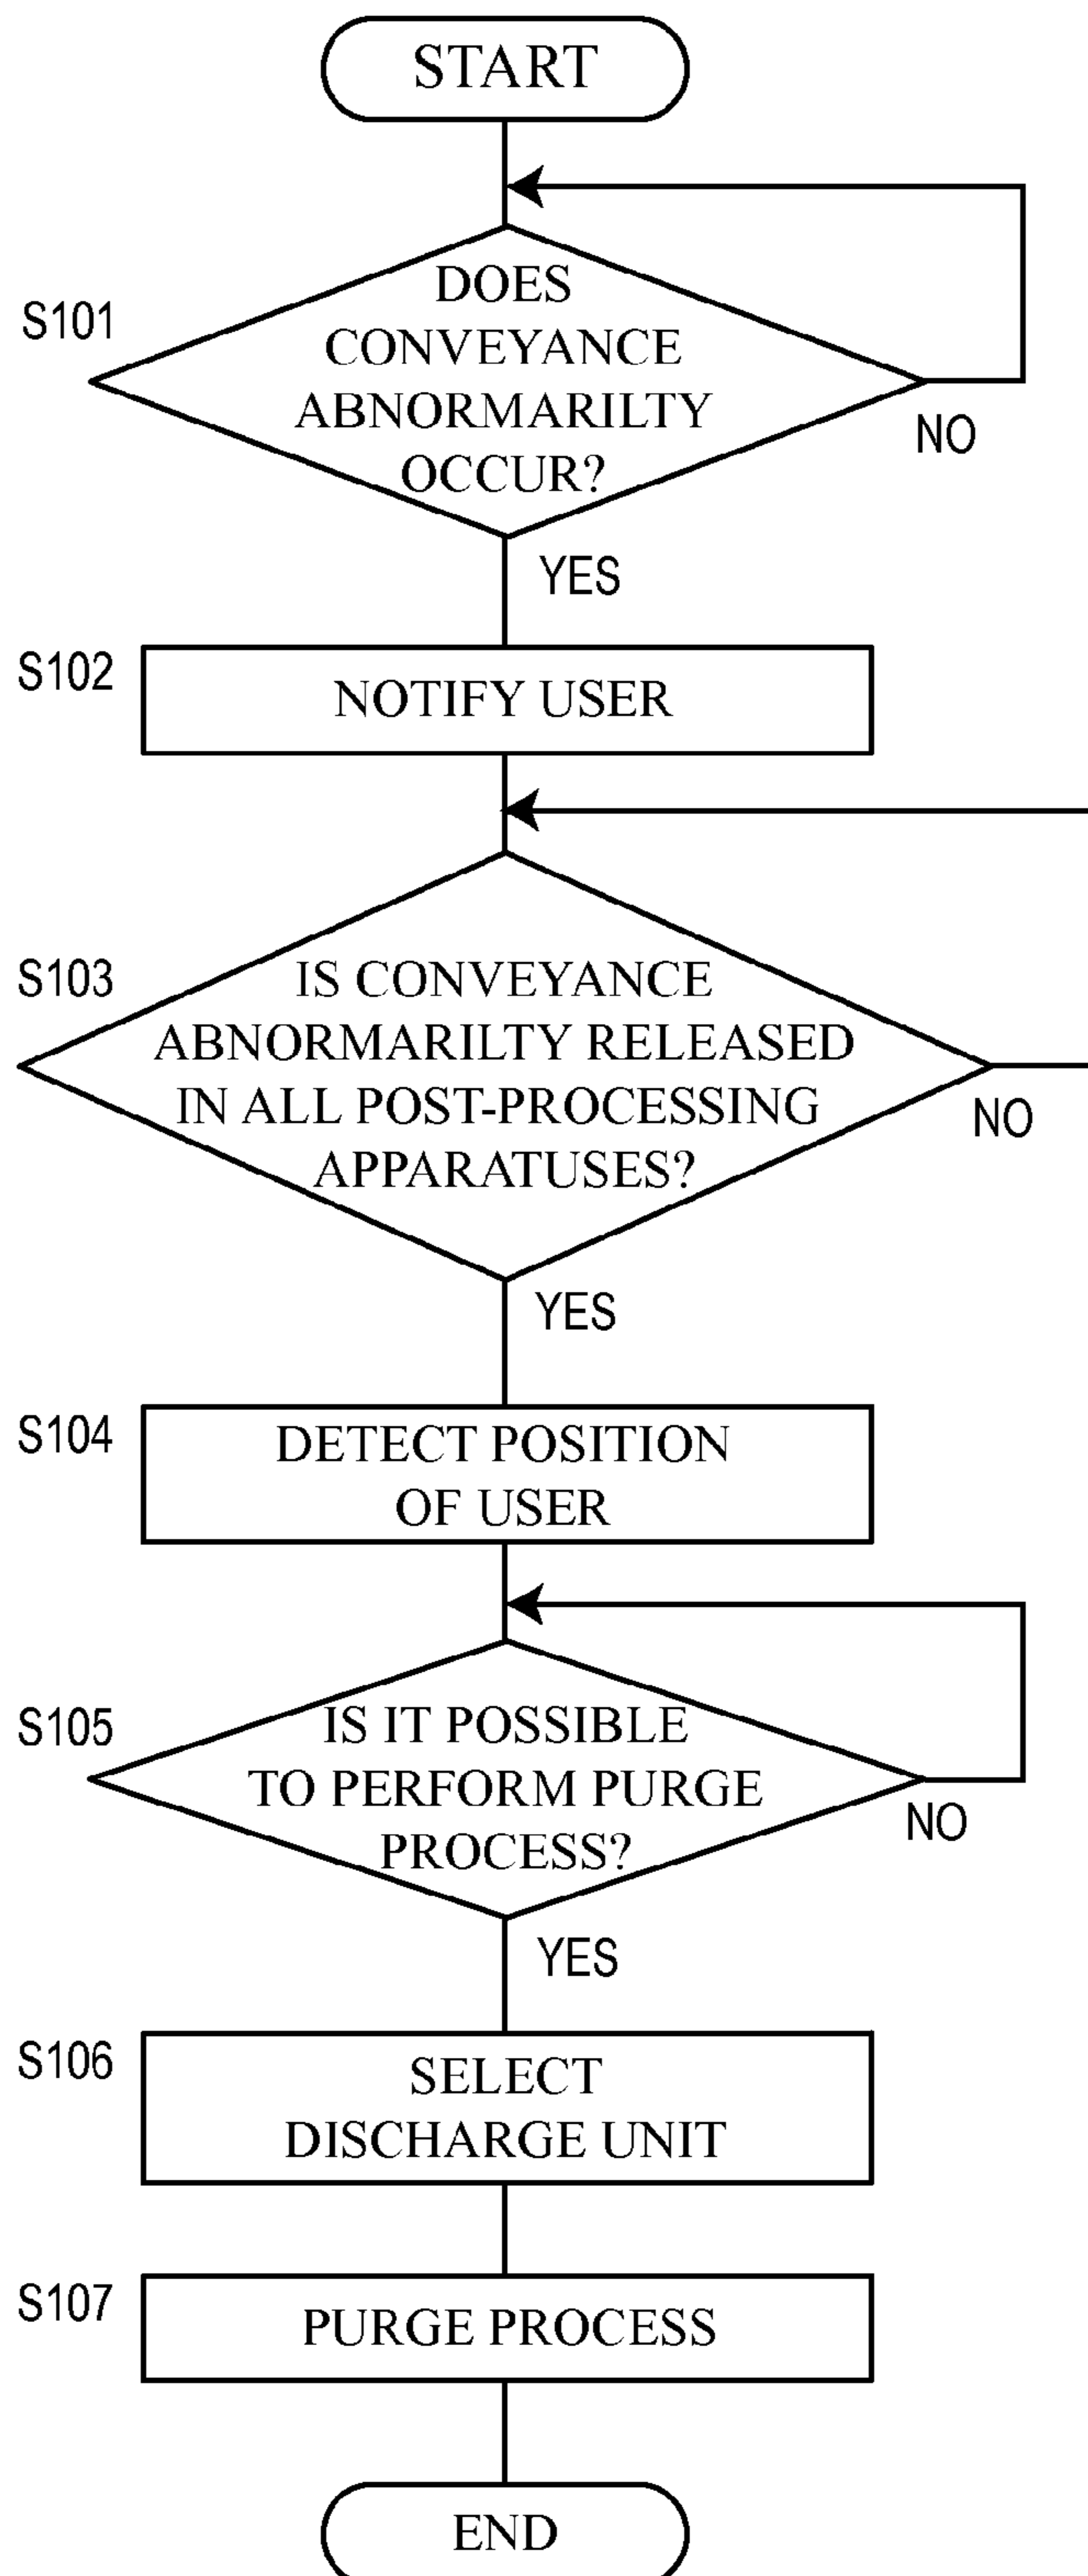 START
S101
DOES
CONVEYANCE
ABNORMARILTY
OCCUR?
NO
YES
S102
NOTIFY USER
S103
IS CONVEYANCE
ABNORMARILTY RELEASED
IN ALL POST-PROCESSING
APPARATUSES?
NO
YES
S104
DETECT POSITION
OF USER
S105
IS IT POSSIBLE
TO PERFORM PURGE
PROCESS?
NO
YES
S106
SELECT
DISCHARGE UNIT
S107
PURGE PROCESS
END